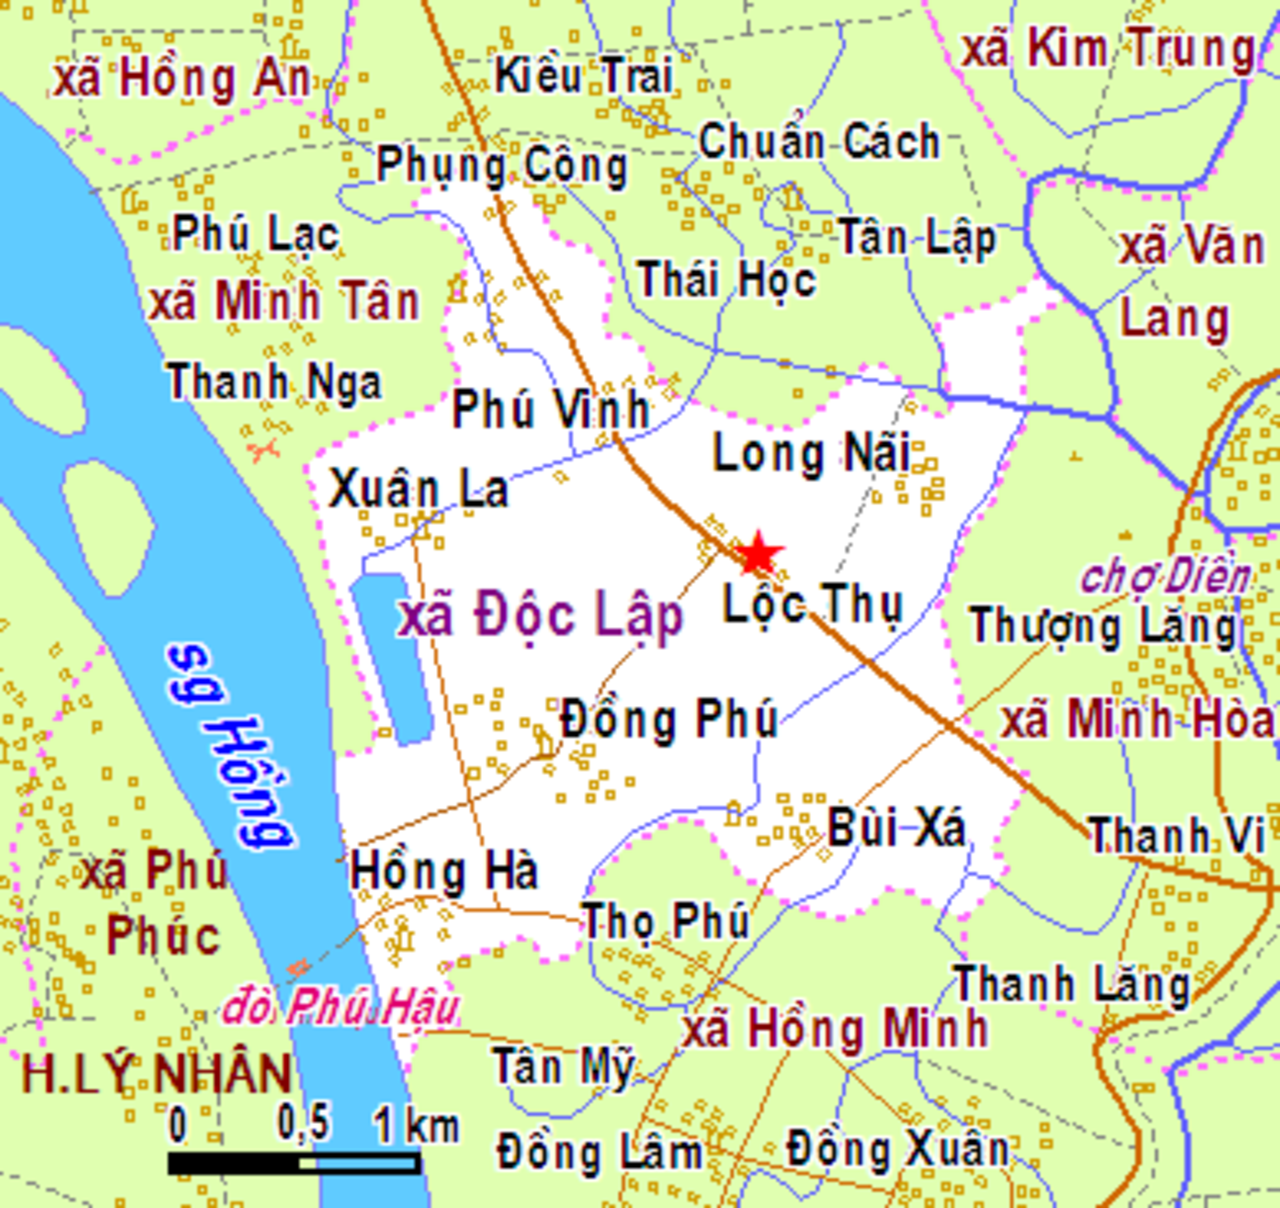 xã Hồng An
Kiều Trai
xã Kim Trung
Phụng Công
Chuẩn Cách
Phú Lạc
Tân Lập
xã Văn
Lang
Thái Học
xã Minh Tân
Thanh Nga
Phú Vinh
Long Nãi
Xuân La
chợ Diền
xã Độc Lập
Lộc Thụ
Thượng Lãng
sg Hồng
Đồng Phú
xã Minh Hòa
Bùi Xá
Thanh Vi
xã Phú
Phúc
Hồng Hà
Thọ Phú
Thanh Lãng
đò Phú Hậu
xã Hồng Minh
H.LÝ NHÂN
Tân Mỹ
0 0,5 1 km
Đồng Lâm
Đồng Xuân